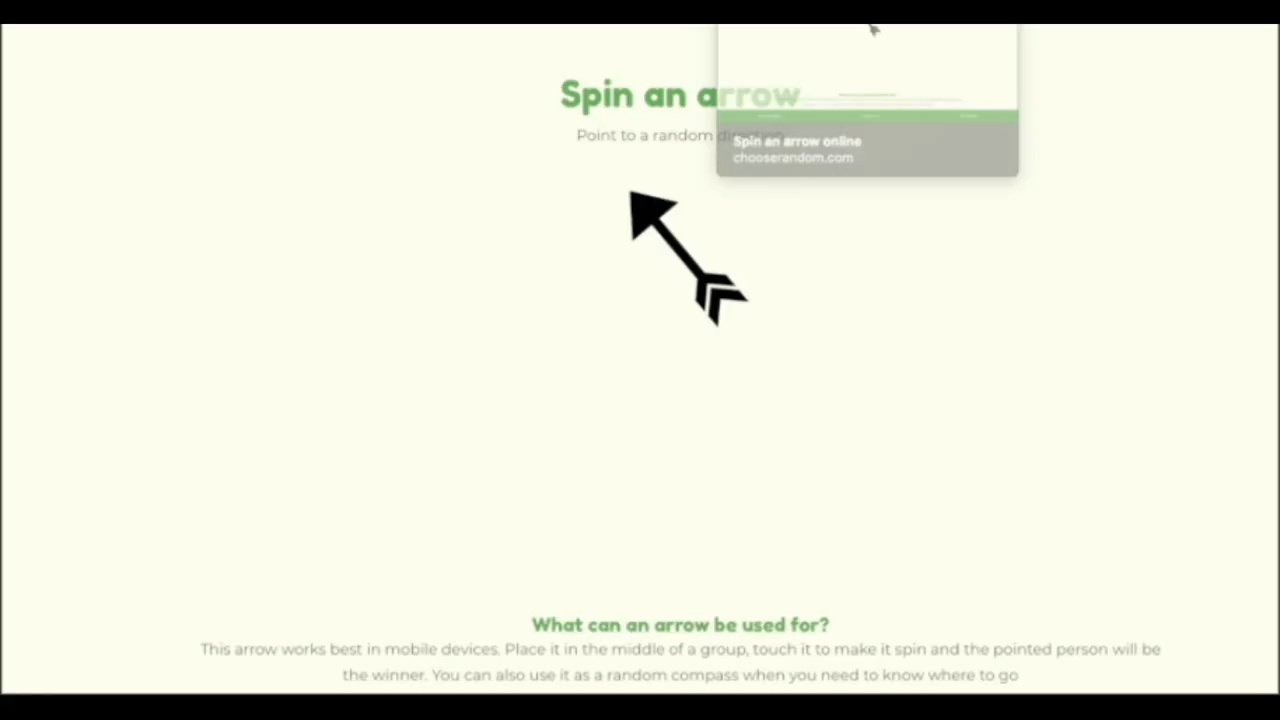 Spin an arrow
Point to a random direction
Spin an arrow online
chooserandom.com
What can an arrow be used for?
This arrow works best in mobile devices. Place it in the middle of a group, touch it to make it spin and the pointed person will be
the winner. You can also use it as a random compass when you need to know where to go